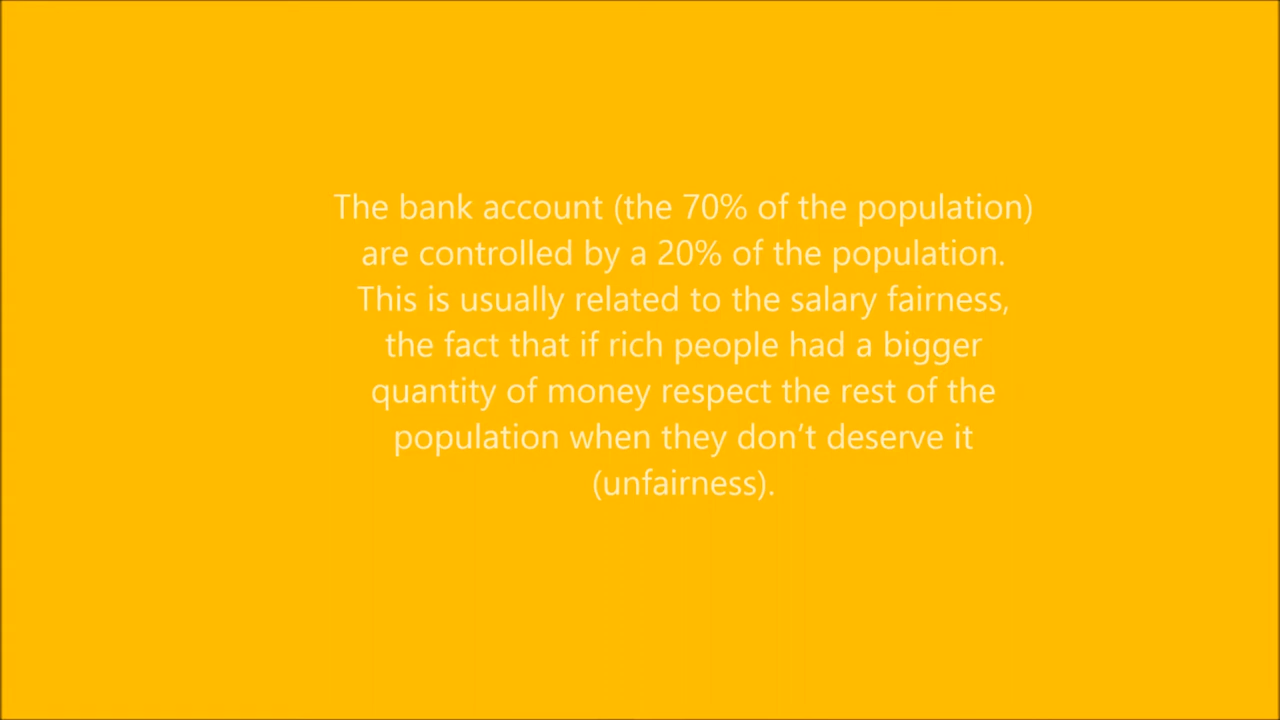 The bank account (the 70% of the population)
are controlled by a 20% of the population.
This is usually related to the salary fairness,
the fact that if rich people had a bigger
quantity of money respect the rest of the
population when they don’t deserve it
(unfairness).